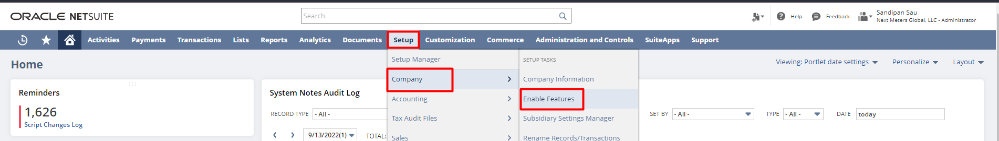 ORACLE NETSUITE
Search
Help
Feedback
Sandipan Sau
Next Meters Global, LLC - Administrator
Activities Payments Transactions Lists Reports Analytics Documents Setup Customization Commerce Administration and Controls SuiteApps Support
Home
Setup Manager
Company
Accounting
Tax Audit Files
Sales
SETUP TASKS
Company Information
Enable Features
Subsidiary Settings Manager
Rename Records/Transactions
Viewing: Portlet date settings Personalize Layout
Reminders
1,626
Script Changes Log
System Notes Audit Log
RECORD TYPE - All -
SET BY - All - TYPE - All - DATE today
9/13/2022(1) TOTAL: